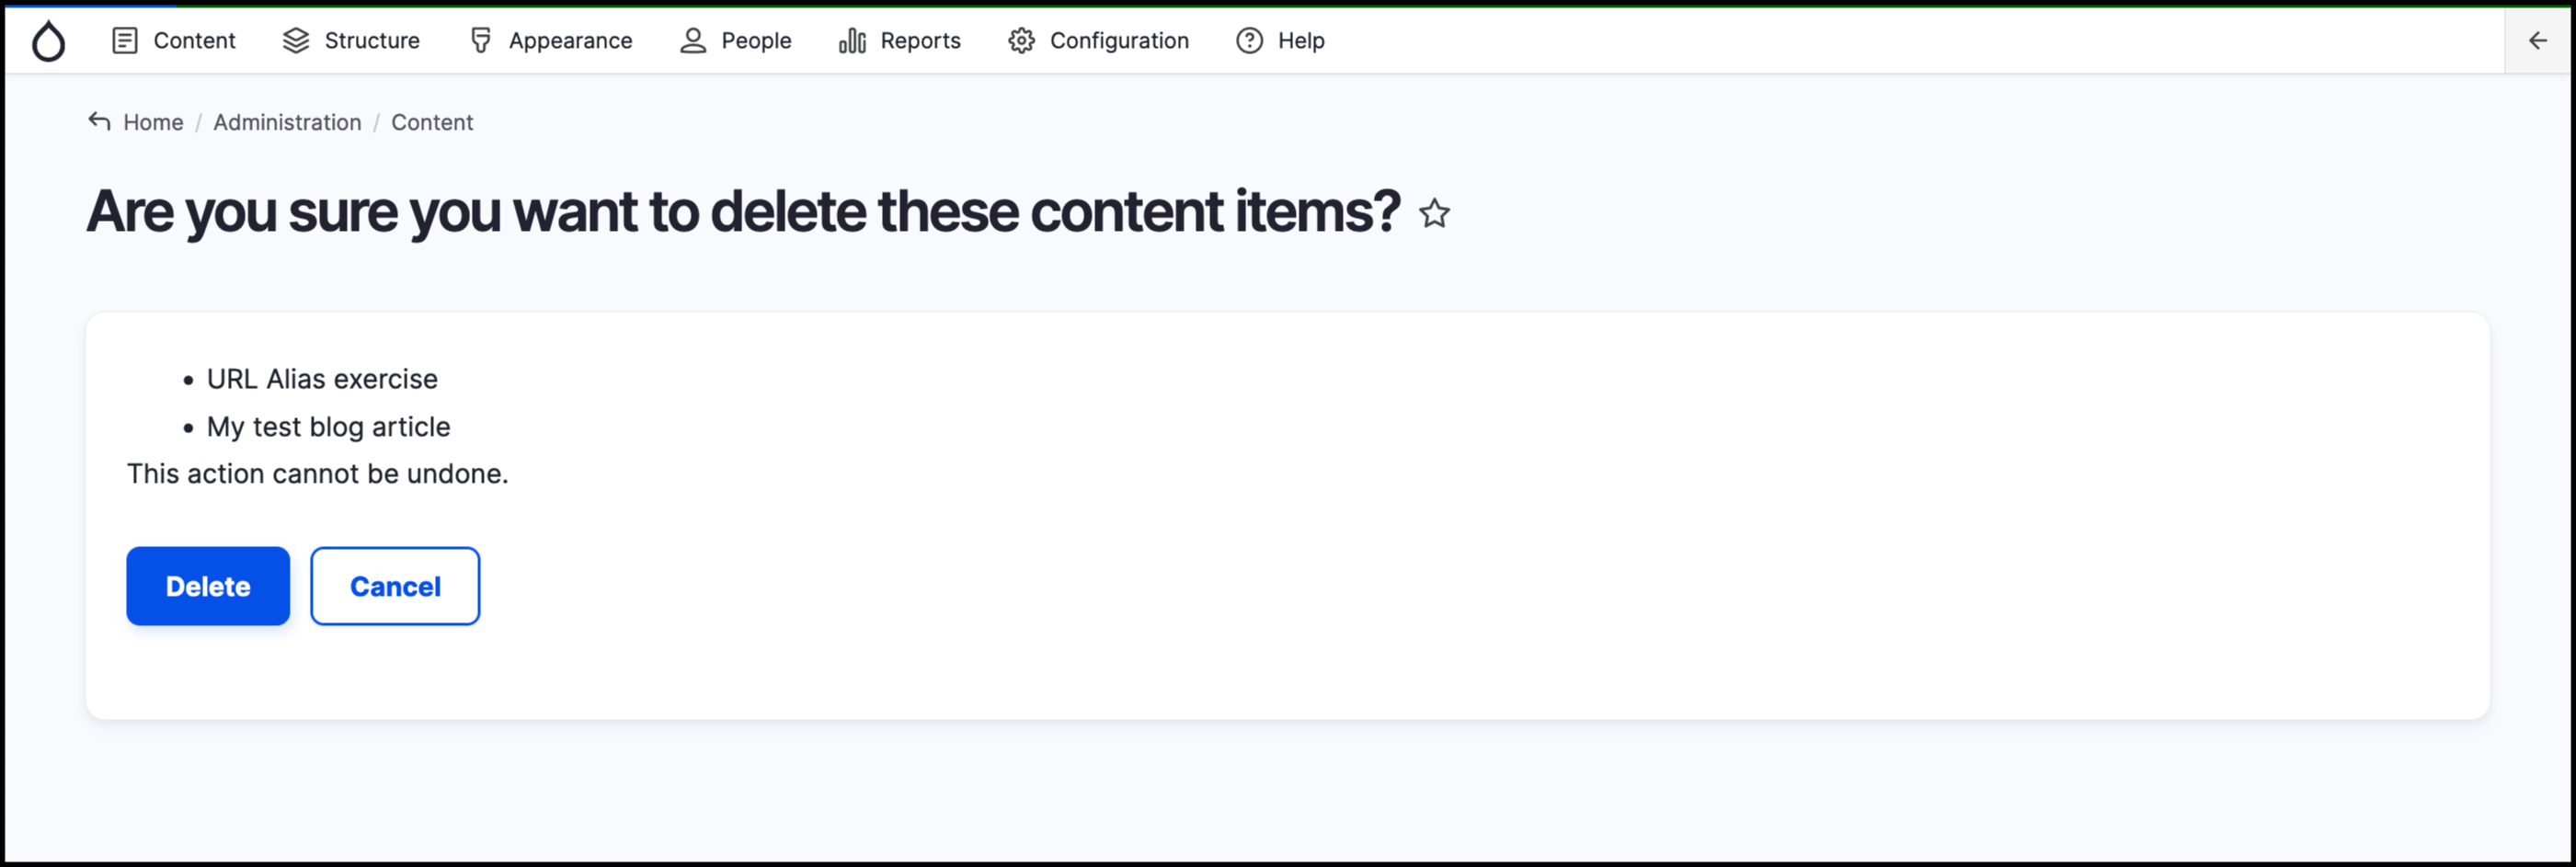 Content Structure Appearance People Reports Configuration Help
Home / Administration / Content
Are you sure you want to delete these content items?
• URL Alias exercise
• My test blog article
This action cannot be undone.
Delete Cancel